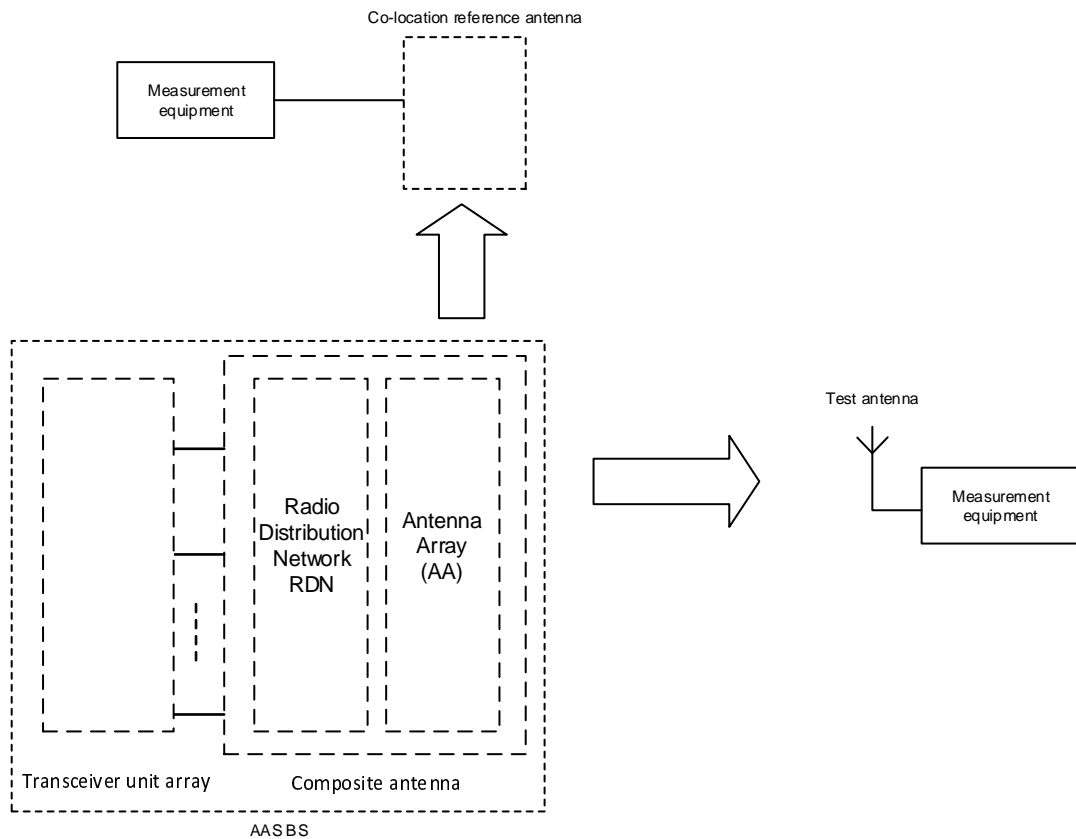 Co-location reference antenna
Measurement
equipment
Test antenna
Measurement
equipment
Radio
Distribution
Network
RDN
Antenna
Array
(AA)
Transceiver unit array
Composite antenna
AAS BS